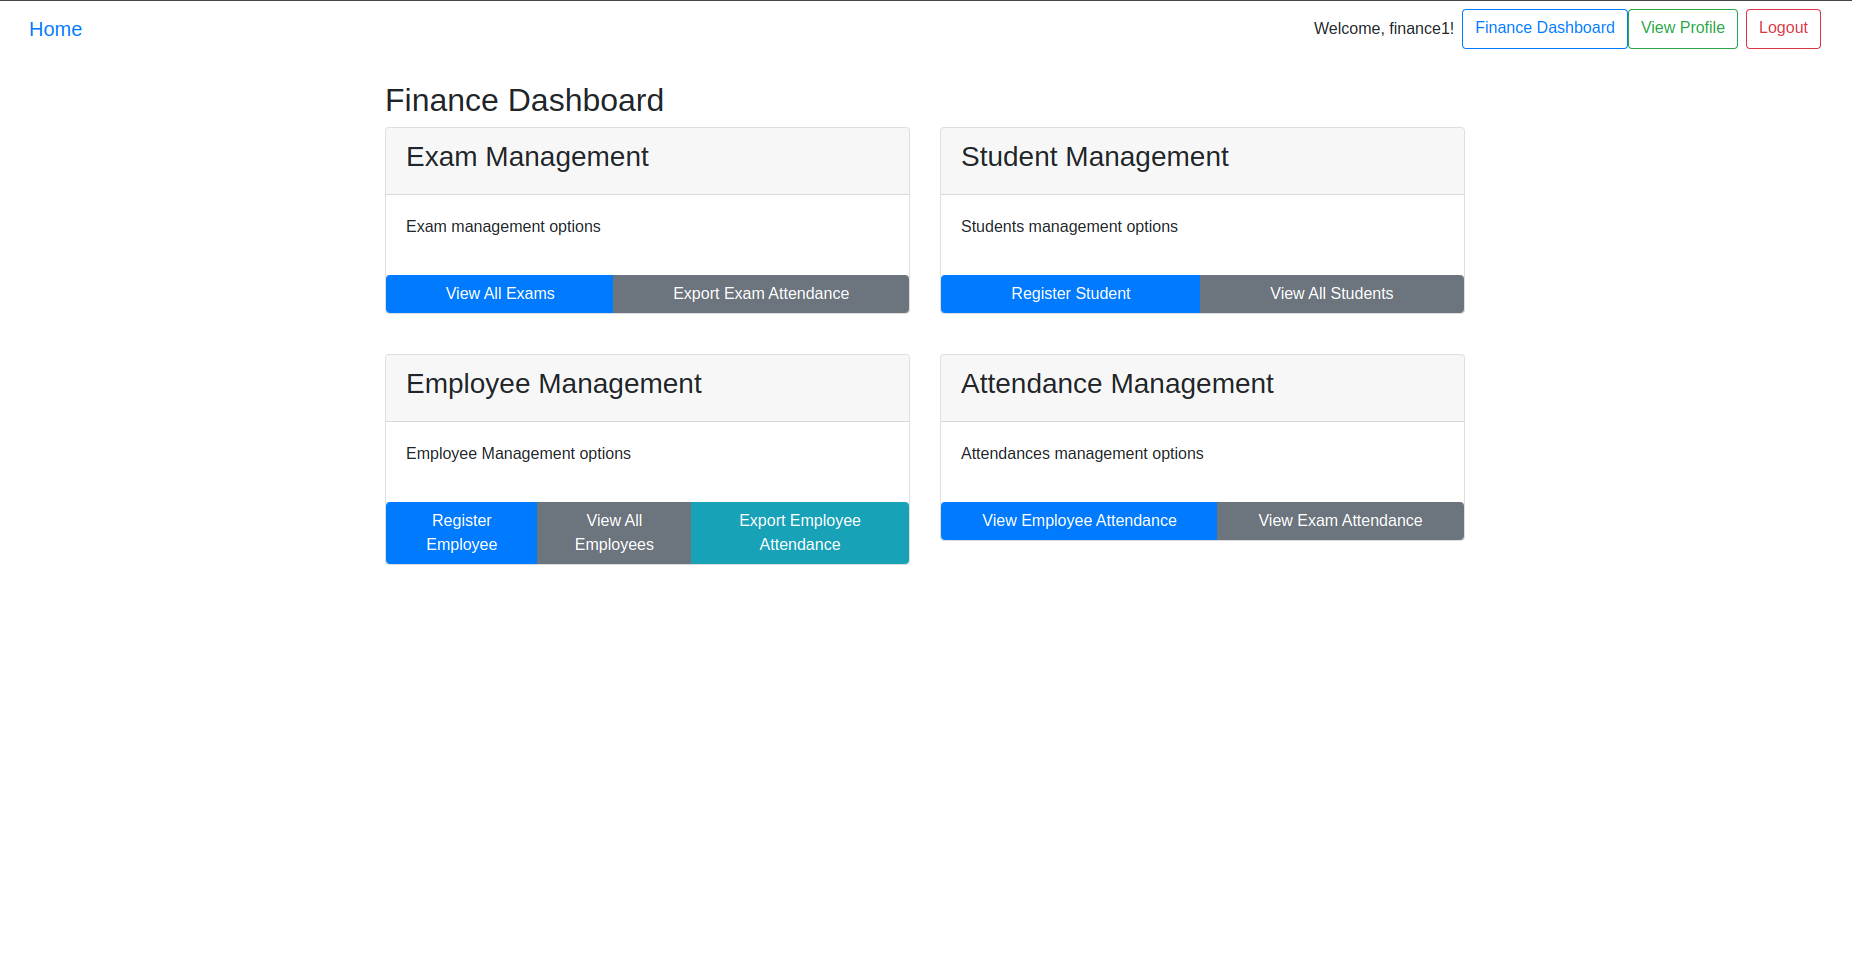 Home
Welcome, finance1!
Finance Dashboard
View Profile
Logout
Finance Dashboard
Exam Management
Exam management options
View All Exams
Export Exam Attendance
Student Management
Students management options
Register Student
View All Students
Employee Management
Employee Management options
Register
Employee
View All
Employees
Export Employee
Attendance
Attendance Management
Attendances management options
View Employee Attendance
View Exam Attendance